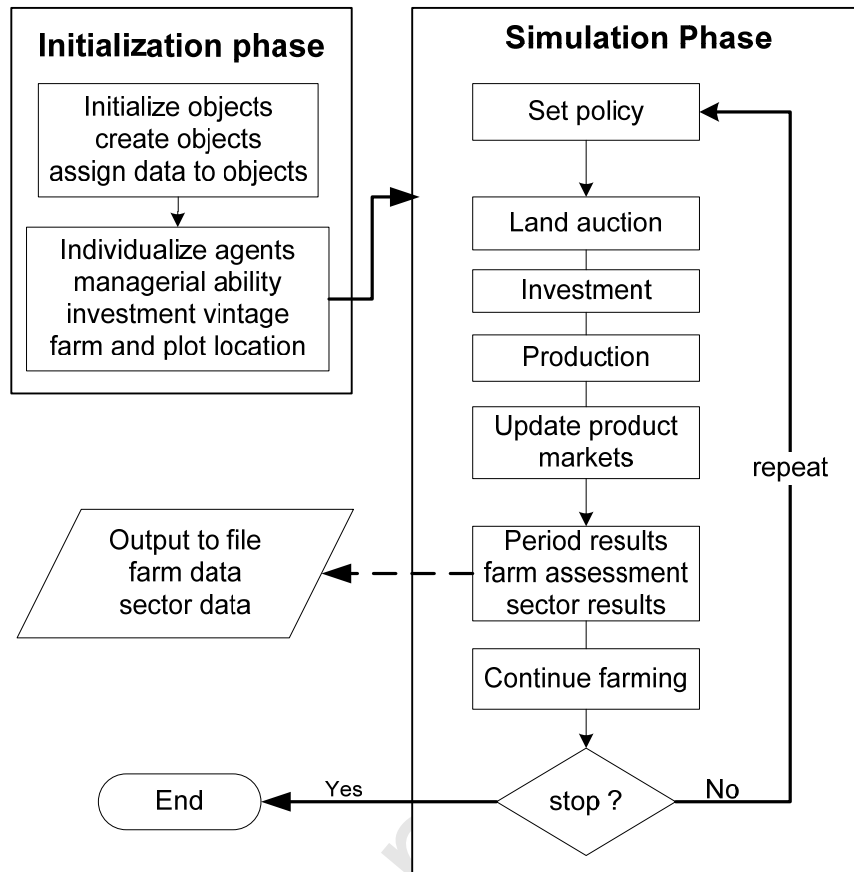 Initialization phase
Initialize objects
create objects
assign data to objects
Individualize agents
managerial ability
investment vintage
farm and plot location
Simulation Phase
Set policy
Land auction
Investment
Production
Update product
markets
repeat
Period results
farm assessment
sector results
Output to file
farm data
sector data
Continue farming
stop ?
No
Yes
End